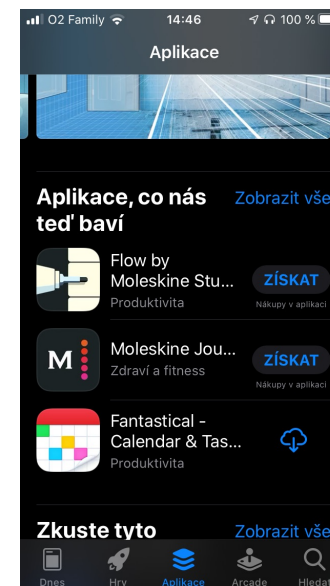 O2 Family 14:46 100 %
Aplikace
Aplikace, co nás Zobrazit vše
teď baví
Flow by
Moleskine Stu...
Produktivita
ZÍSKAT
Nákupy v aplikaci
M
Moleskine Jou...
Zdraví a fitness
ZÍSKAT
Nákupy v aplikaci
Fantastical -
Calendar & Tas...
Produktivita
Zkuste tyto Zobrazit vše
Dnes Hry Aplikace Arcade Hledat